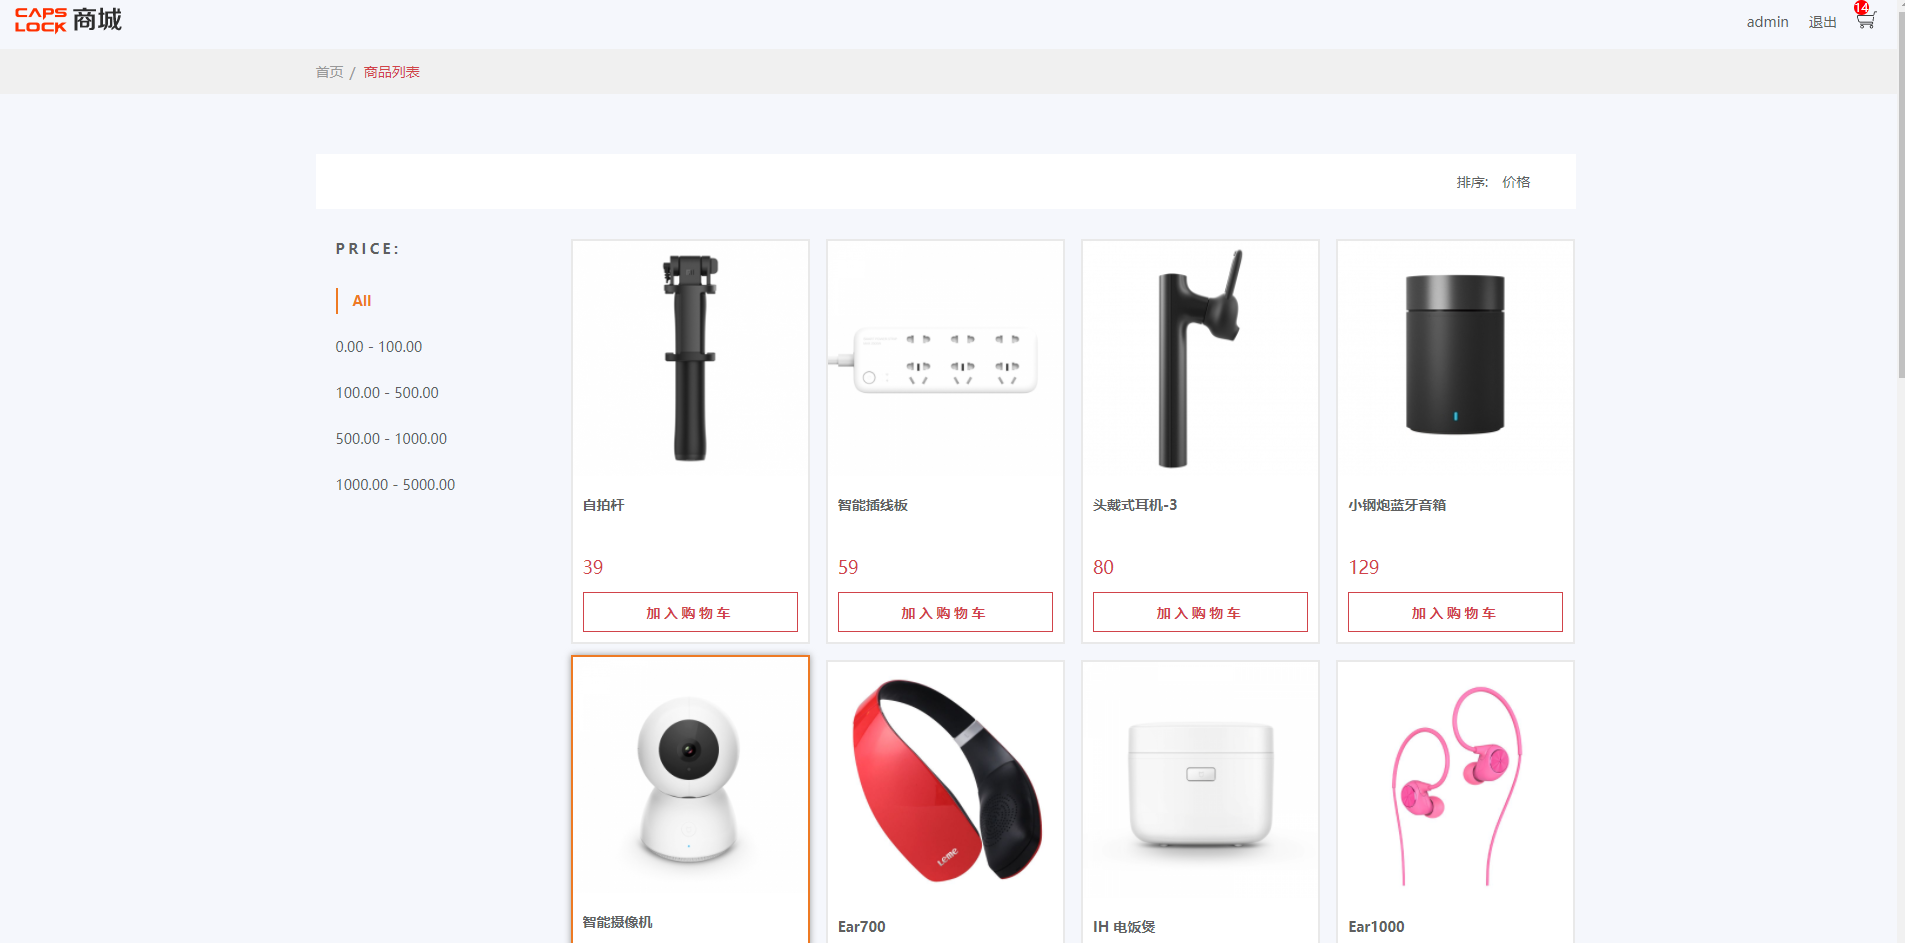 CAPS LOCK 商城
admin 退出 14
首页 / 商品列表
排序: 价格
PRICE:
All
0.00 - 100.00
100.00 - 500.00
500.00 - 1000.00
1000.00 - 5000.00
自拍杆
39
加入购物车
智能插线板
59
加入购物车
头戴式耳机-3
80
加入购物车
小钢炮蓝牙音箱
129
加入购物车
智能摄像机
Leme
Ear700
IH 电饭煲
Ear1000